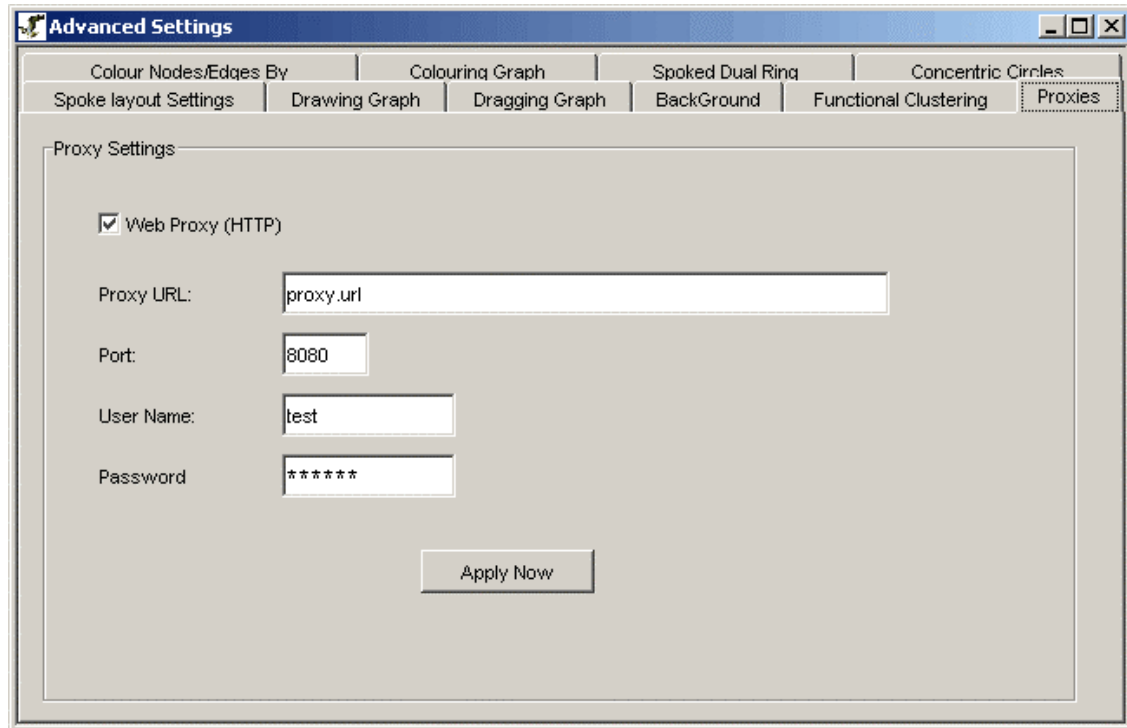 Advanced Settings
Colour Nodes/Edges By Colouring Graph Spoked Dual Ring Concentric Circles
Spoke layout Settings Drawing Graph Dragging Graph BackGround Functional Clustering Proxies
Proxy Settings
Web Proxy (HTTP)
Proxy URL: proxy.url
Port: 8080
User Name: test
Password ******
Apply Now